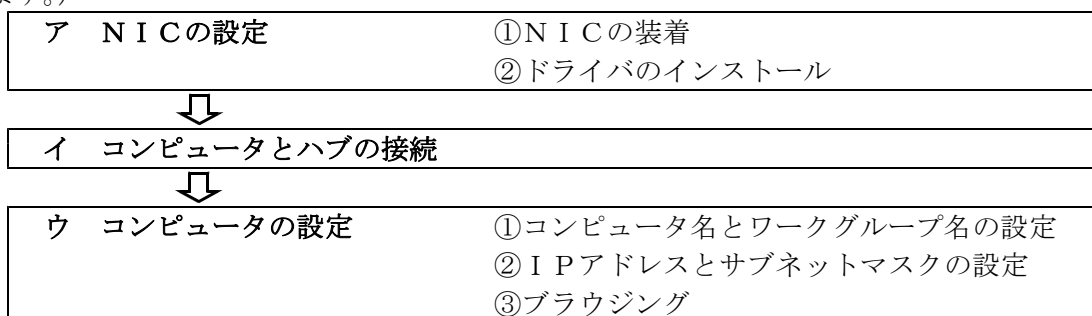 ア ＮＩＣの設定 ①ＮＩＣの装着
②ドライバのインストール
イ コンピュータとハブの接続
ウ コンピュータの設定 ①コンピュータ名とワークグループ名の設定
②ＩＰアドレスとサブネットマスクの設定
③ブラウジング